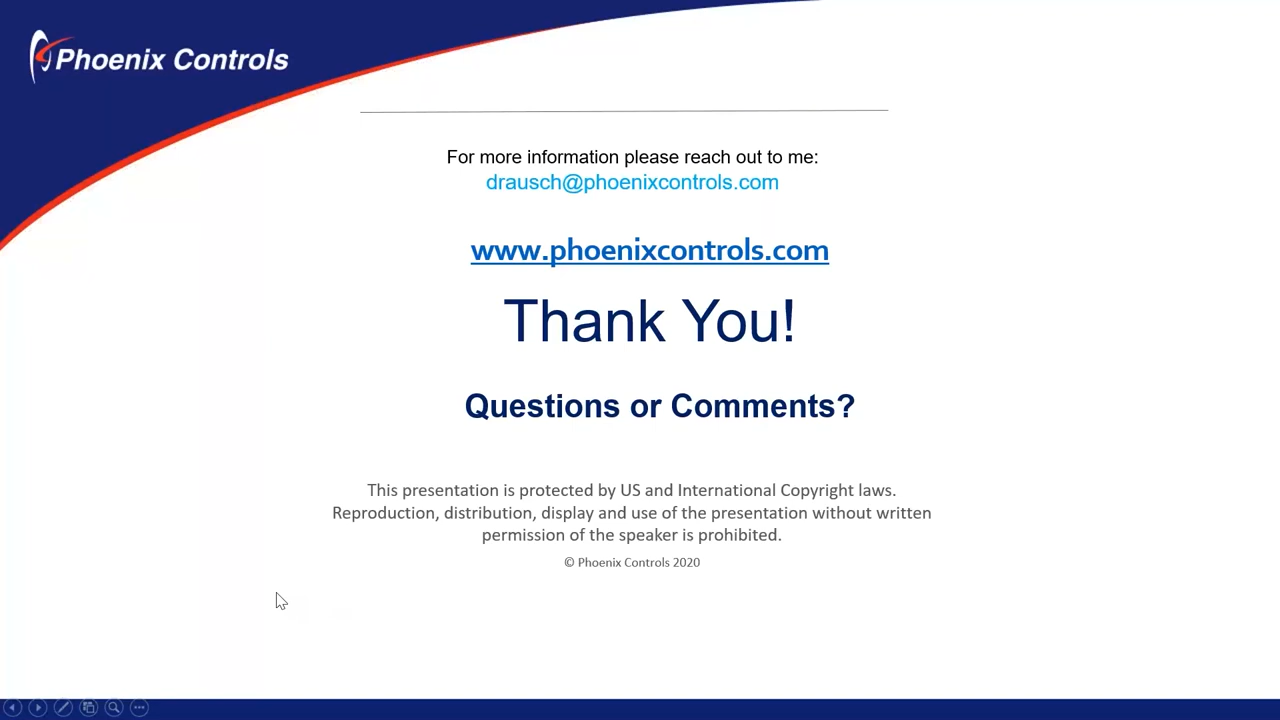 Phoenix Controls
For more information please reach out to me:
drausch@phoenixcontrols.com
www.phoenixcontrols.com
Thank You!
Questions or Comments?
This presentation is protected by US and International Copyright laws.
Reproduction, distribution, display and use of the presentation without written
permission of the speaker is prohibited.
© Phoenix Controls 2020